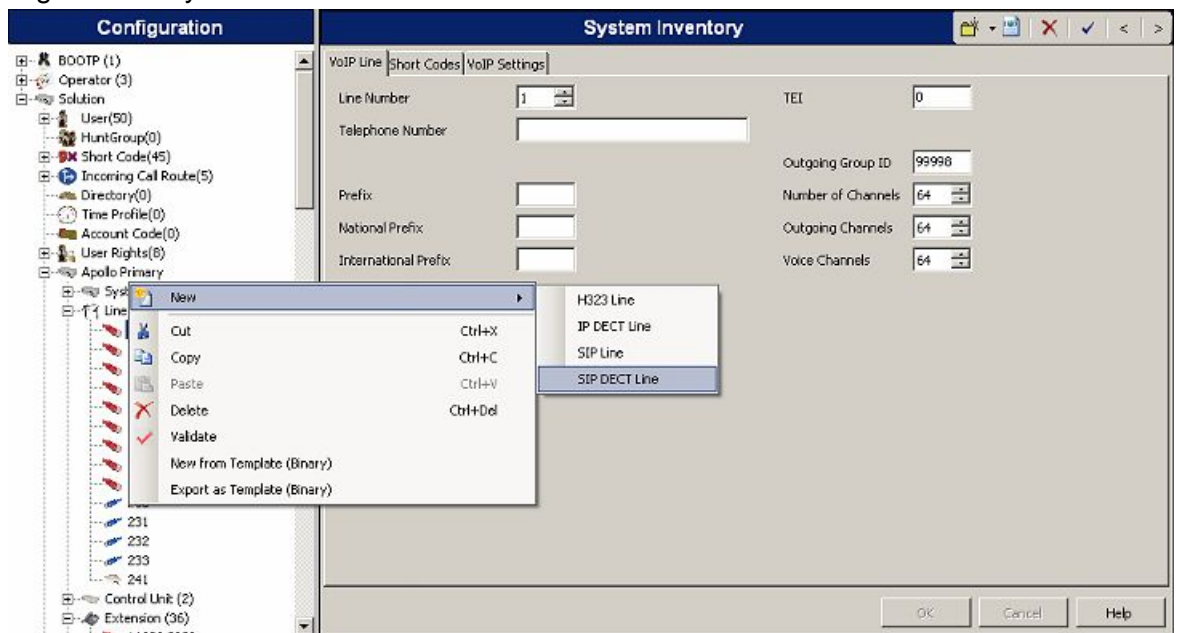 Configuration
System Inventory
BOOTP (1)
Operator (3)
Solution
User(50)
HuntGroup(0)
Short Code(45)
Incoming Call Route(5)
Directory(0)
Time Profile(0)
Account Code(0)
User Rights(8)
Apollo Primary
Line
231
232
233
241
Control Unit (2)
Extension (36)
VoIP Line Short Codes VoIP Settings
Line Number 1 TEI 0
Telephone Number
Outgoing Group ID 99998
Prefix Number of Channels 64
National Prefix Outgoing Channels 64
International Prefix Voice Channels 64
New
Cut Ctrl+X
Copy Ctrl+C
Paste Ctrl+V
Delete Ctrl+Del
Validate
New from Template (Binary)
Export as Template (Binary)
H323 Line
IP DECT Line
SIP Line
SIP DECT Line
OK Cancel Help